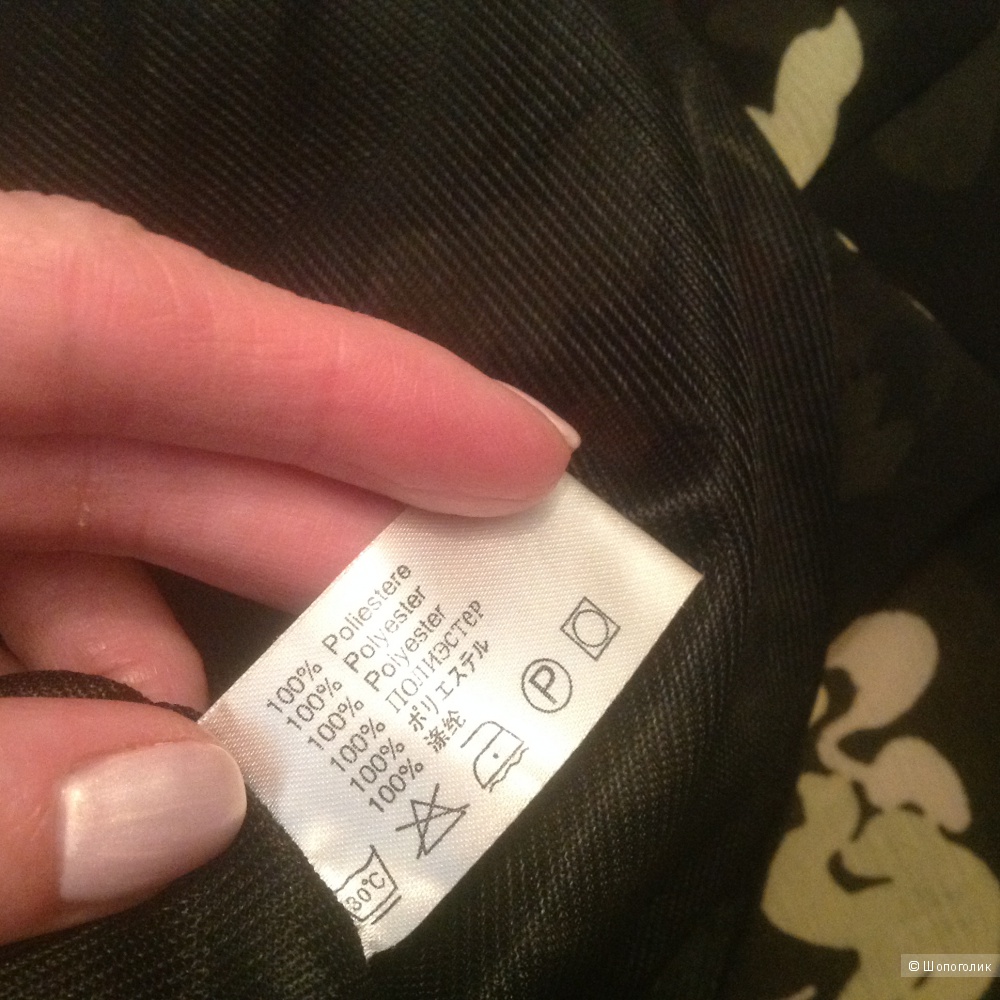 100% Poliestere
100% Polyester
100% Polyester
100% ПОЛИЭСТЕР
100% ポリエステル
100% 涤纶
30°C
P
© Шопоголик